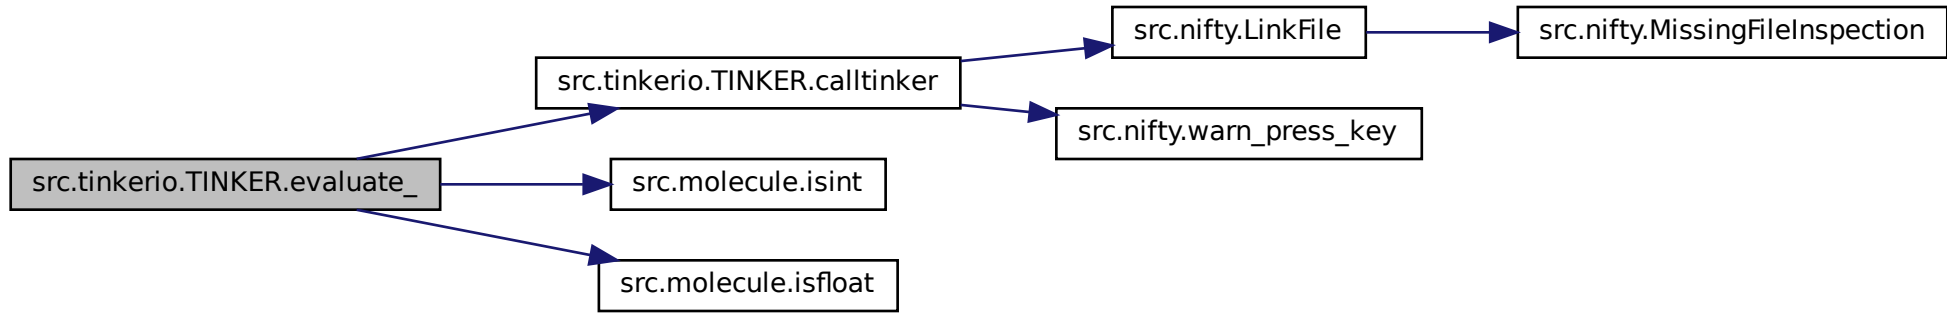 src.nifty.LinkFile
src.nifty.MissingFileInspection
src.tinkerio.TINKER.calltinker
src.nifty.warn_press_key
src.tinkerio.TINKER.evaluate_
src.molecule.isint
src.molecule.isfloat